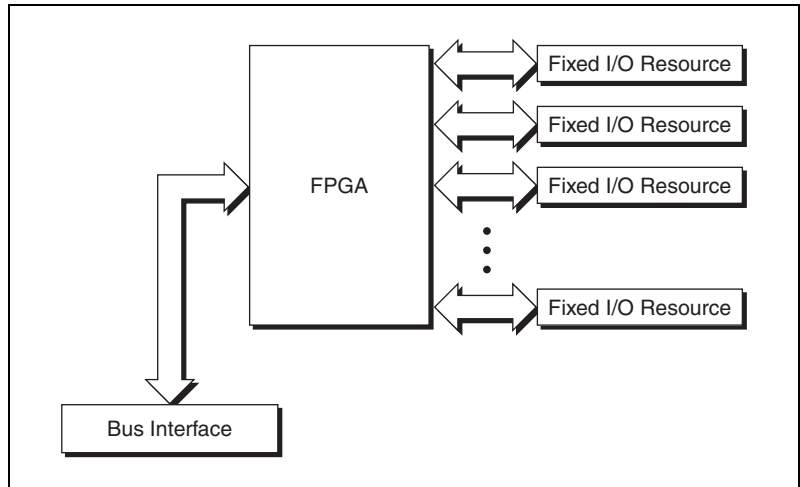 Fixed I/O Resource
Fixed I/O Resource
FPGA
Fixed I/O Resource
Fixed I/O Resource
Bus Interface